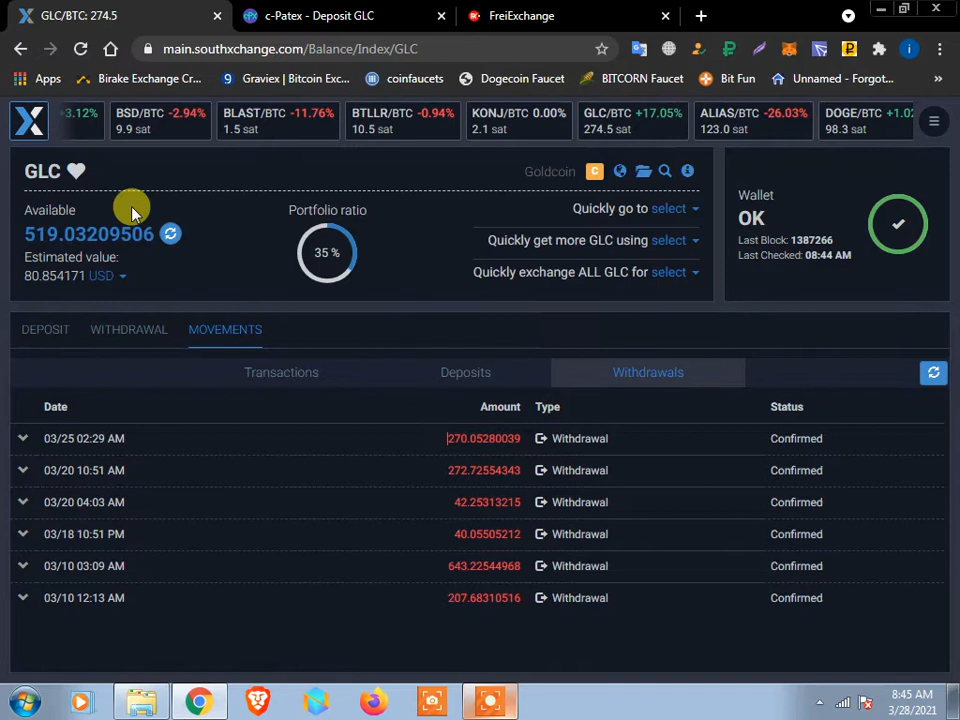 GLC/BTC: 274.5
c-Patex - Deposit GLC
FreiExchange
main.southxchange.com/Balance/Index/GLC
Apps
Birake Exchange Cr...
Graviex | Bitcoin Exc...
coinfaucets
Dogecoin Faucet
BITCORN Faucet
Bit Fun
Unnamed - Forgot...
»
+3.12%
BSD/BTC -2.94%
9.9 sat
BLAST/BTC -11.76%
1.5 sat
BTLLR/BTC -0.94%
10.5 sat
KONJ/BTC 0.00%
2.1 sat
GLC/BTC +17.05%
274.5 sat
ALIAS/BTC -26.03%
123.0 sat
DOGE/BTC +1.02
98.3 sat
GLC
Goldcoin
C
Available
519.03209506
Estimated value:
80.854171 USD
Portfolio ratio
35 %
Quickly go to select
Quickly get more GLC using select
Quickly exchange ALL GLC for select
Wallet
OK
Last Block: 1387266
Last Checked: 08:44 AM
DEPOSIT WITHDRAWAL MOVEMENTS
Transactions Deposits Withdrawals
Date Amount Type Status
03/25 02:29 AM 270.05280039 Withdrawal Confirmed
03/20 10:51 AM 272.72554343 Withdrawal Confirmed
03/20 04:03 AM 42.25313215 Withdrawal Confirmed
03/18 10:51 PM 40.05505212 Withdrawal Confirmed
03/10 03:09 AM 643.22544968 Withdrawal Confirmed
03/10 12:13 AM 207.68310516 Withdrawal Confirmed
8:45 AM
3/28/2021